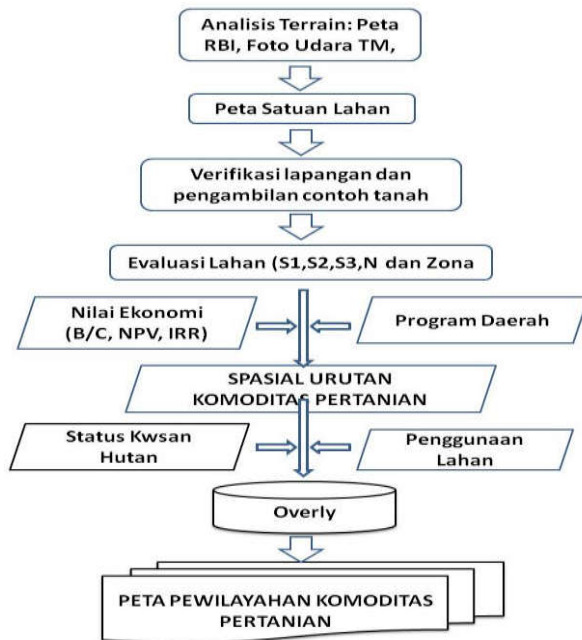 Analisis Terrain: Peta
RBI, Foto Udara TM,
Peta Satuan Lahan
Verifikasi lapangan dan
pengambilan contoh tanah
Evaluasi Lahan (S1,S2,S3,N dan Zona
Nilai Ekonomi
(B/C, NPV, IRR)
Program Daerah
SPASIAL URUTAN
KOMODITAS PERTANIAN
Status Kwsan
Hutan
Penggunaan
Lahan
Overly
PETA PEWILAYAHAN KOMODITAS
PERTANIAN